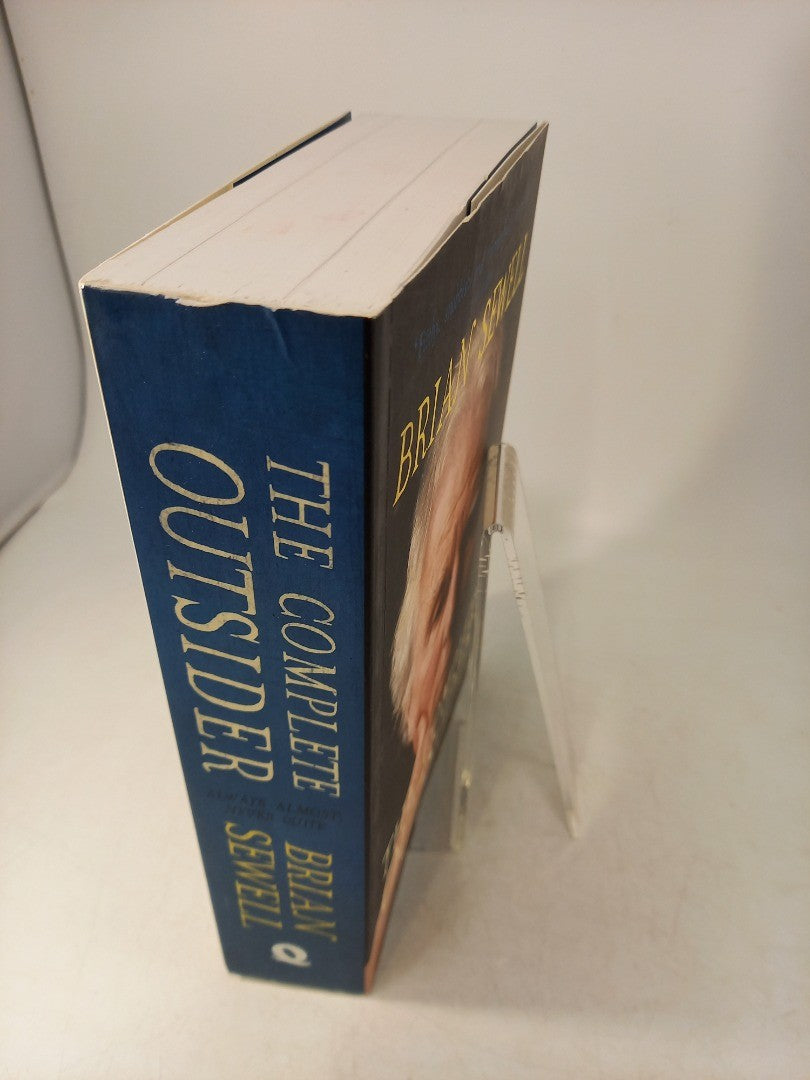 THE COMPLETE
OUTSIDER
ALWAYS ALMOST,
NEVER QUITE
BRIAN
SEWELL
Q
BRIAN SEWELL